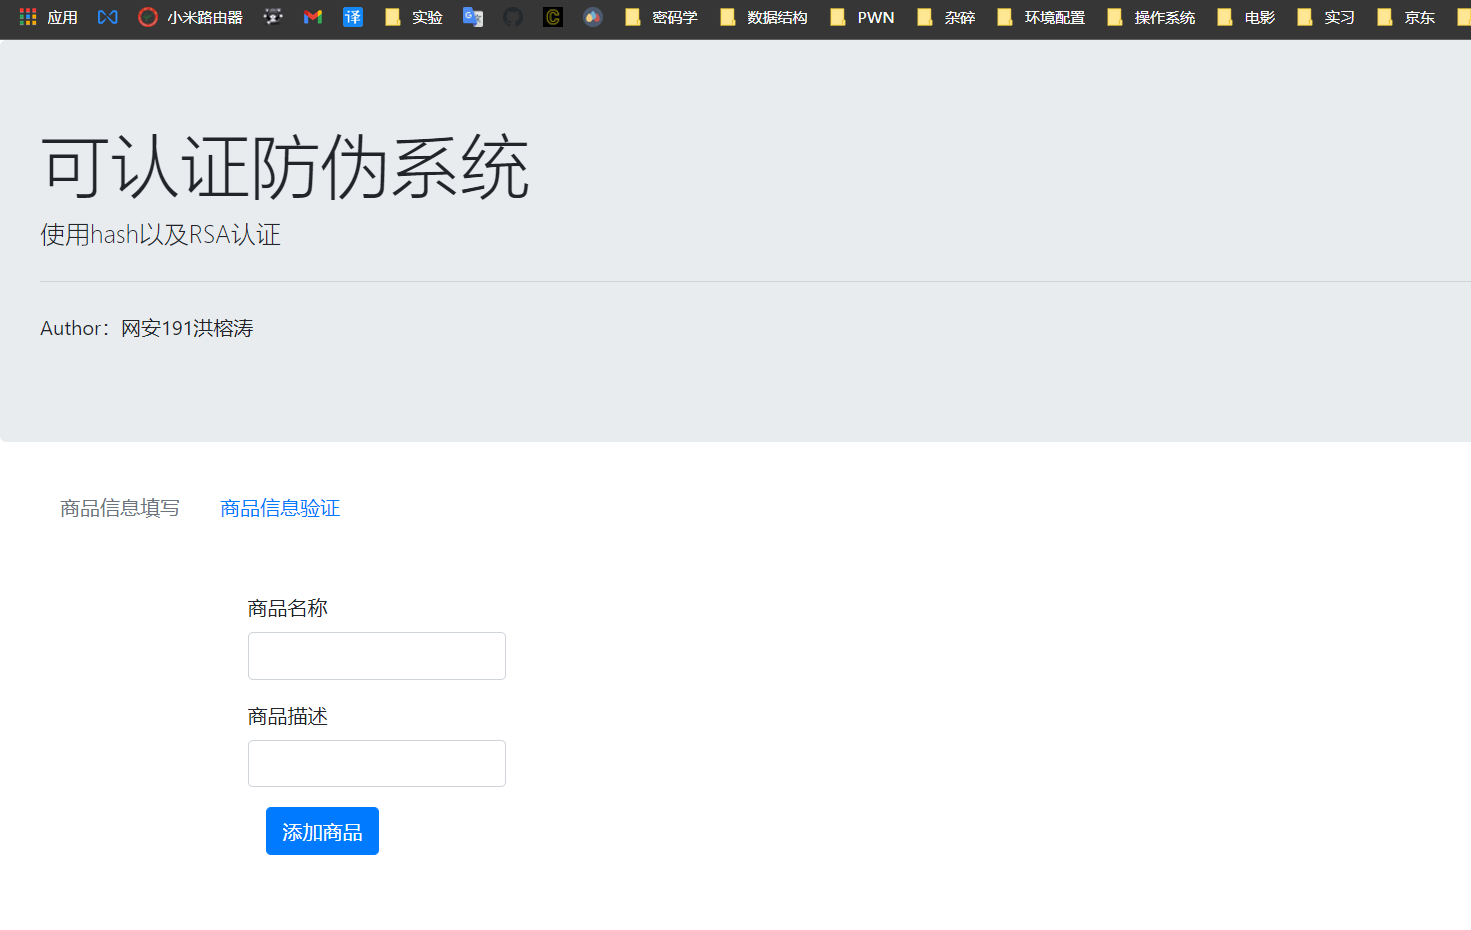 应用 小米路由器 译 实验 G 密码学 数据结构 PWN 杂碎 环境配置 操作系统 电影 实习 京东
可认证防伪系统
使用hash以及RSA认证
Author：网安191洪榕涛
商品信息填写 商品信息验证
商品名称
商品描述
添加商品